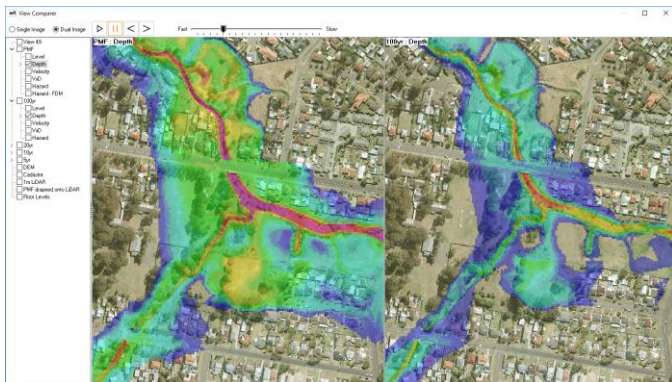 View Comparer
Single Image Dual Image Fast Slow
View All
PMF
Level
Depth
Velocity
VxD
Hazard
Hazard - FDM
100yr
Level
Depth
Velocity
VxD
Hazard
20yr
10yr
5yr
DEM
Cadastre
1m LiDAR
PMF draped onto LiDAR
Floor Levels
PMF Depth
100yr Depth